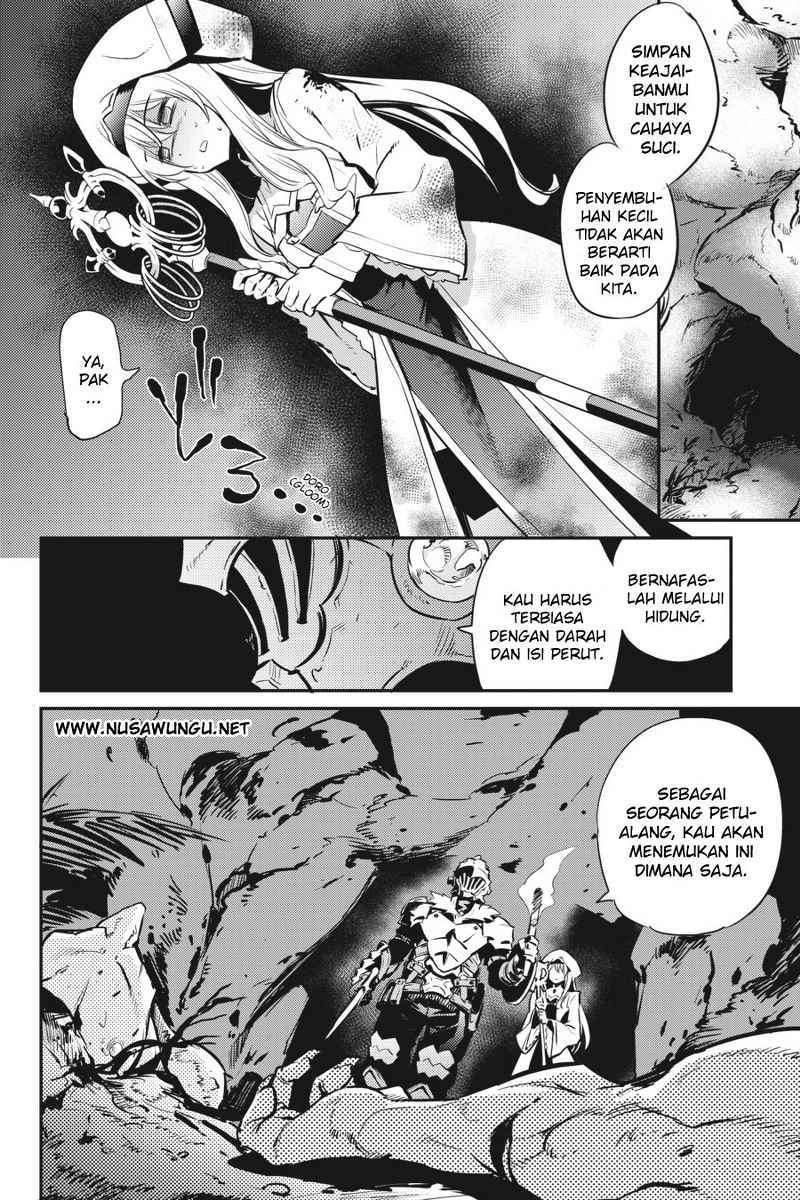 SIMPAN
KEAJAI-
BANMU
UNTUK
CAHAYA
SUCI.
PENYEMBU-
HAN KECIL
TIDAK AKAN
BERARTI
BAIK PADA
KITA.
YA,
PAK
...
DORO
(GLOOM)
BERNAFAS-
LAH MELALUI
HIDUNG.
KAU HARUS
TERBIASA
DENGAN DARAH
DAN ISI PERUT.
WWW.NUSAWUNGU.NET
SEBAGAI
SEORANG PETU-
ALANG, KAU AKAN
MENEMUKAN INI
DIMANA SAJA.